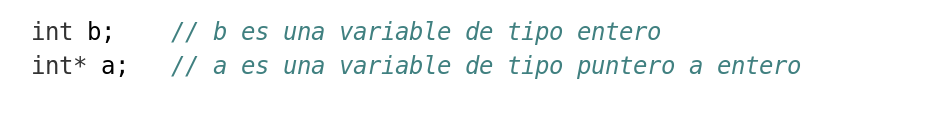 int b;    // b es una variable de tipo entero
int* a;   // a es una variable de tipo puntero a entero